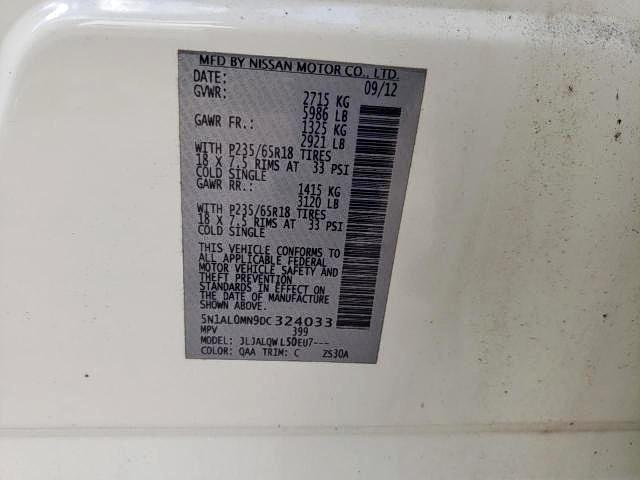 MFD BY NISSAN MOTOR CO., LTD.
DATE: 09/12
GVWR: 2715 KG
5986 LB
GAWR FR.: 1325 KG
2921 LB
WITH P235/65R18 TIRES
18 X 7.5 RIMS AT 33 PSI
COLD SINGLE
GAWR RR.: 1415 KG
3120 LB
WITH P235/65R18 TIRES
18 X 7.5 RIMS AT 33 PSI
COLD SINGLE
THIS VEHICLE CONFORMS TO
ALL APPLICABLE FEDERAL
MOTOR VEHICLE SAFETY AND
THEFT PREVENTION
STANDARDS IN EFFECT ON
THE DATE OF MANUFACTURE
SHOWN ABOVE.
5N1AL0MN9DC324033
MPV 399
MODEL: 3LJALQWL50EU7---
COLOR: QAA TRIM: C ZS30A